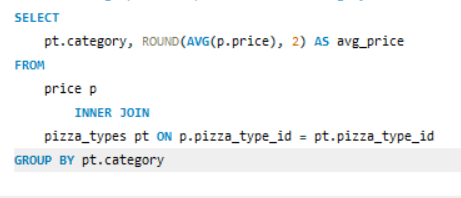 SELECT
pt.category, ROUND(AVG(p.price), 2) AS avg_price
FROM
price p
INNER JOIN
pizza_types pt ON p.pizza_type_id = pt.pizza_type_id
GROUP BY pt.category